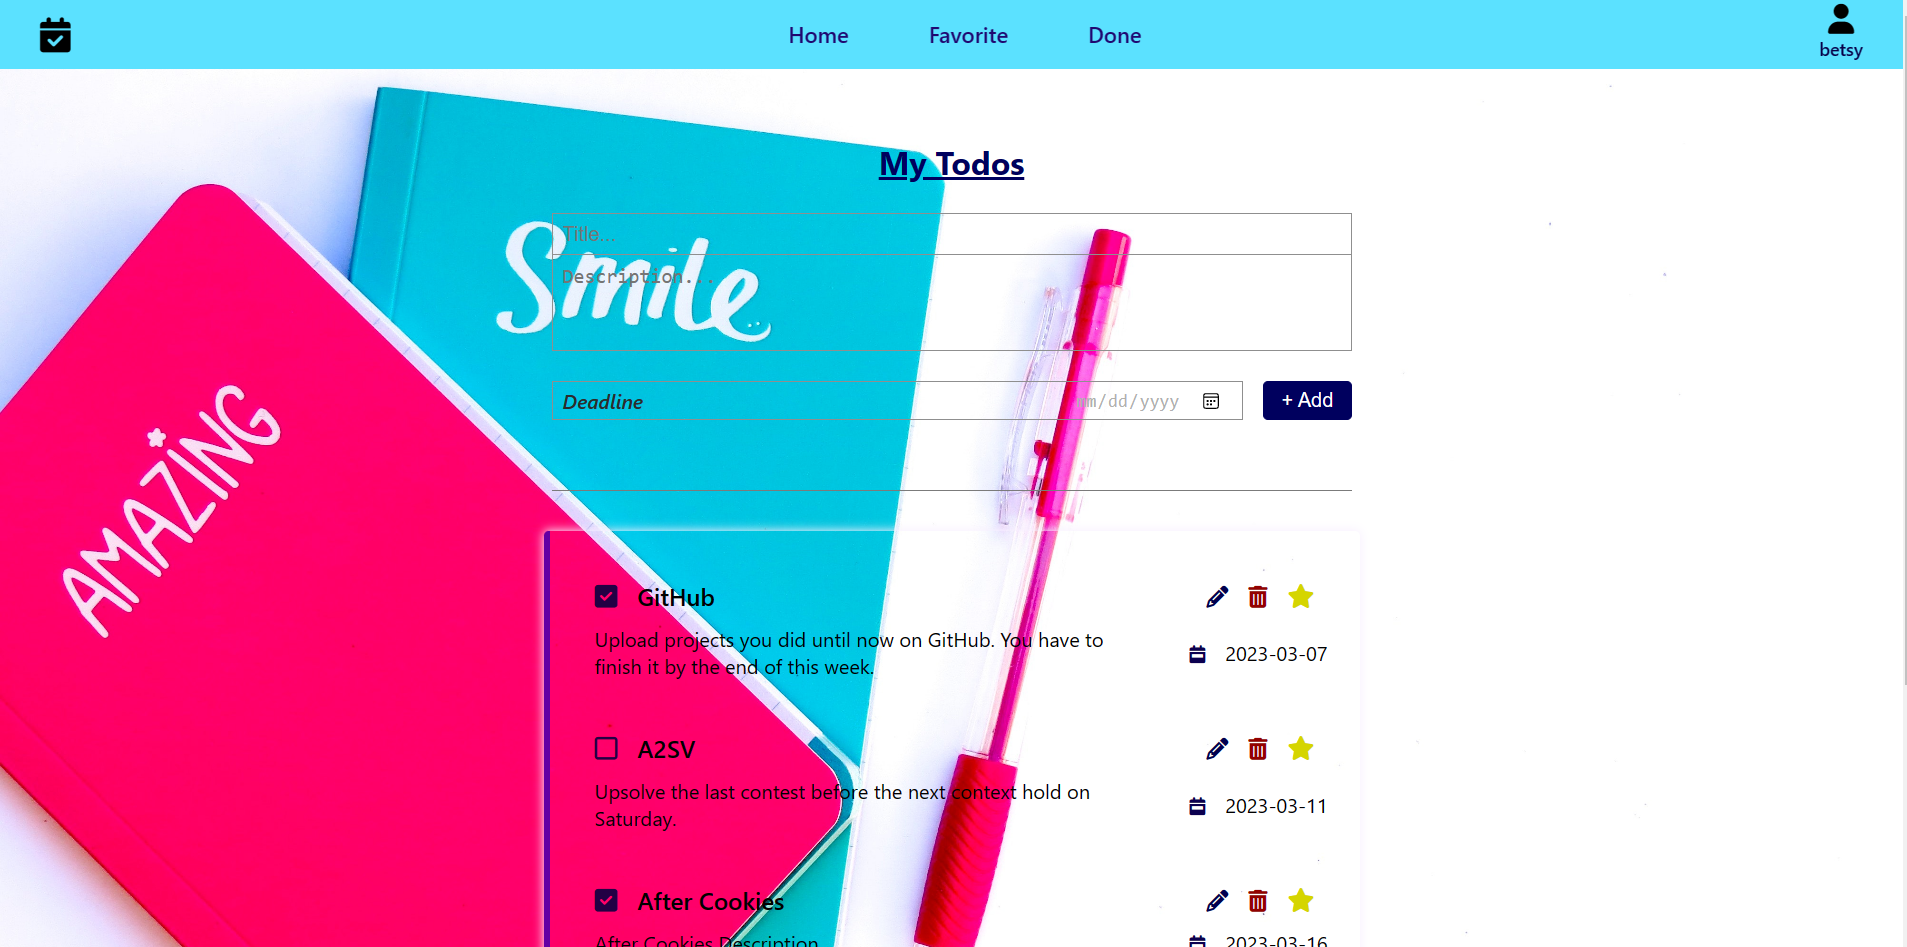 Home
Favorite
Done
betsy
My Todos
Title...
Smile
Description...
AMAZING
Deadline
mm/dd/yyyy
+ Add
GitHub
Upload projects you did until now on GitHub. You have to
finish it by the end of this week.
2023-03-07
A2SV
Upsolve the last contest before the next context hold on
Saturday.
2023-03-11
After Cookies
After Cookies Description
2023-03-16